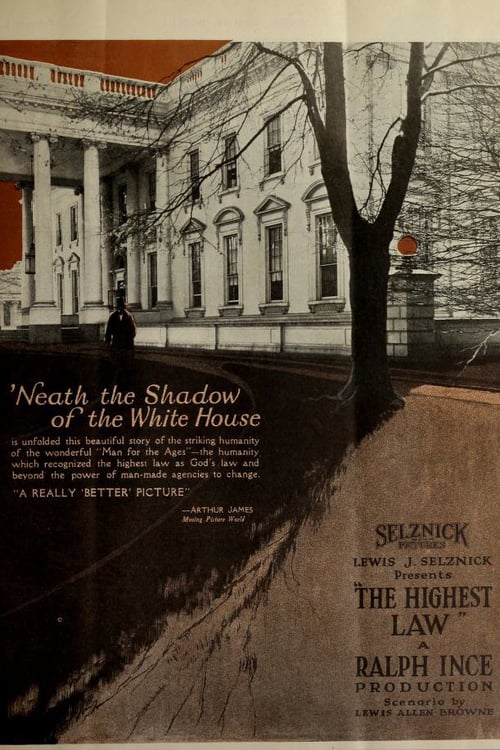 'Neath the Shadow
of the White House
is unfolded this beautiful story of the striking humanity
of the wonderful "Man for the Ages"—the humanity
which recognized the highest law as God's law and
beyond the power of man-made agencies to change.
"A REALLY 'BETTER' PICTURE"
—ARTHUR JAMES
Moving Picture World
SELZNICK
PICTURES
LEWIS J. SELZNICK
Presents
"THE HIGHEST
LAW"
A
RALPH INCE
PRODUCTION
Scenario by
LEWIS ALLEN BROWNE